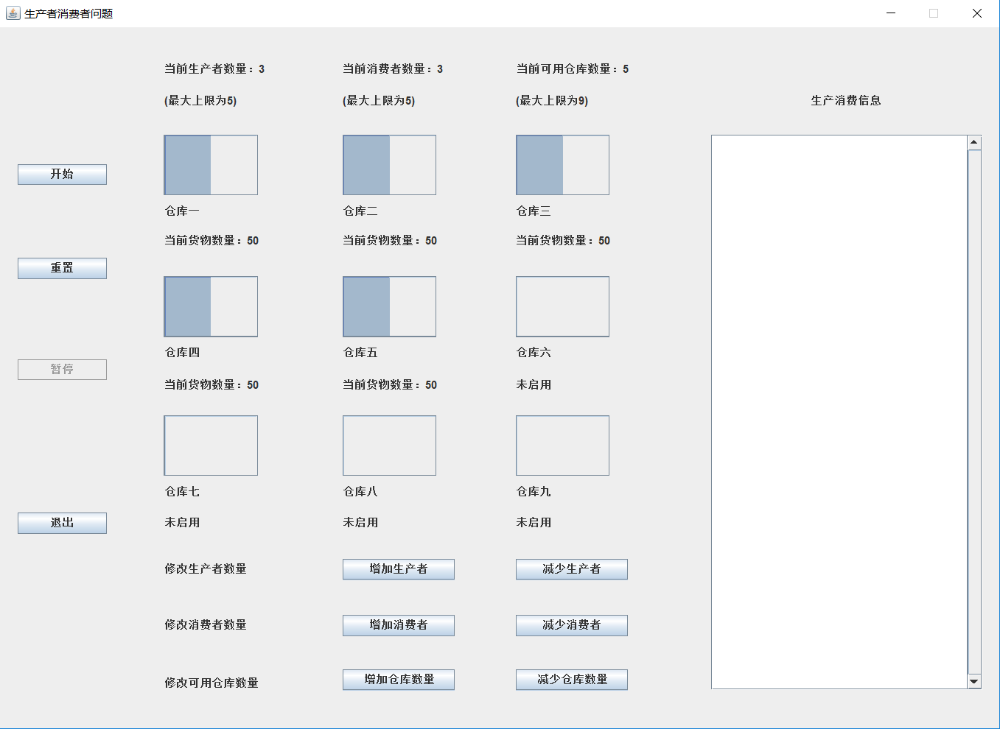 生产者消费者问题
当前生产者数量：3
当前消费者数量：3
当前可用仓库数量：5
(最大上限为5)
(最大上限为5)
(最大上限为9)
生产消费信息
开始
仓库一
仓库二
仓库三
当前货物数量：50
当前货物数量：50
当前货物数量：50
重置
仓库四
仓库五
仓库六
暂停
当前货物数量：50
当前货物数量：50
未启用
仓库七
仓库八
仓库九
退出
未启用
未启用
未启用
修改生产者数量
增加生产者
减少生产者
修改消费者数量
增加消费者
减少消费者
修改可用仓库数量
增加仓库数量
减少仓库数量